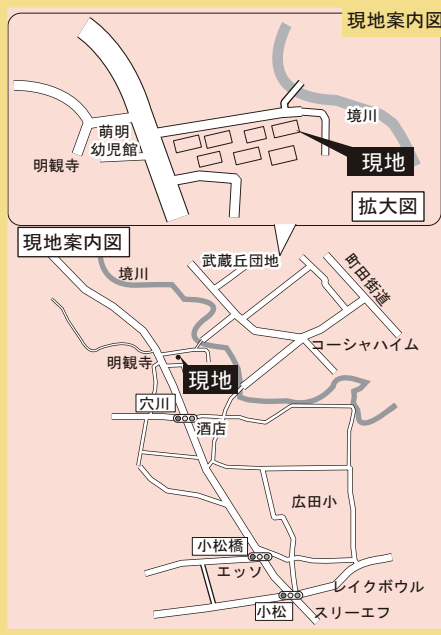 現地案内図
境川
萌明
幼児館
明観寺
現地
拡大図
現地案内図
武蔵丘団地
境川
町田街道
コーシャハイム
明観寺
現地
穴川
酒店
広田小
小松橋
エッソ
レイクボウル
小松
スリーエフ